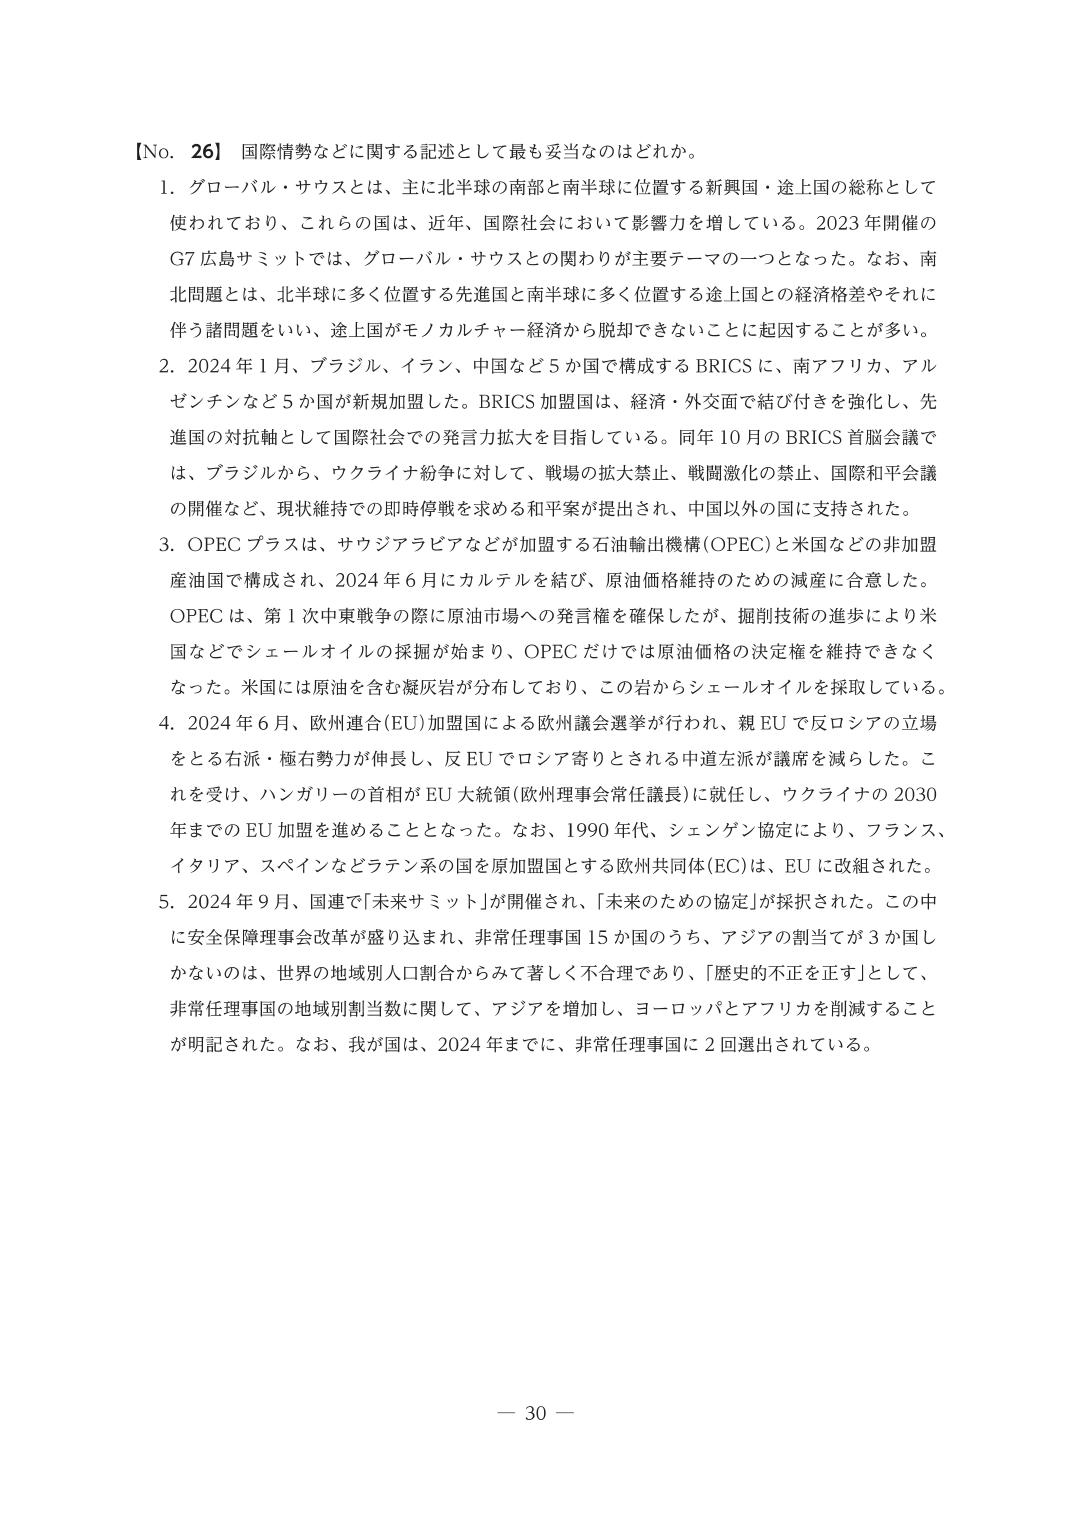 【No. 26】 国際情勢などに関する記述として最も妥当なのはどれか。
1. グローバル・サウスとは、主に北半球の南部と南半球に位置する新興国・途上国の総称として
使われており、これらの国は、近年、国際社会において影響力を増している。2023 年開催の
G7 広島サミットでは、グローバル・サウスとの関わりが主要テーマの一つとなった。なお、南
北問題とは、北半球に多く位置する先進国と南半球に多く位置する途上国との経済格差やそれに
伴う諸問題をいい、途上国がモノカルチャー経済から脱却できないことに起因することが多い。
2. 2024 年 1 月、ブラジル、イラン、中国など 5 か国で構成する BRICS に、南アフリカ、アル
ゼンチンなど 5 か国が新規加盟した。BRICS 加盟国は、経済・外交面で結び付きを強化し、先
進国の対抗軸として国際社会での発言力拡大を目指している。同年 10 月の BRICS 首脳会議で
は、ブラジルから、ウクライナ紛争に対して、戦場の拡大禁止、戦闘激化の禁止、国際和平会議
の開催など、現状維持での即時停戦を求める和平案が提出され、中国以外の国に支持された。
3. OPEC プラスは、サウジアラビアなどが加盟する石油輸出機構(OPEC)と米国などの非加盟
産油国で構成され、2024 年 6 月にカルテルを結び、原油価格維持のための減産に合意した。
OPEC は、第 1 次中東戦争の際に原油市場への発言権を確保したが、掘削技術の進歩により米
国などでシェールオイルの採掘が始まり、OPEC だけでは原油価格の決定権を維持できなく
なった。米国には原油を含む凝灰岩が分布しており、この岩からシェールオイルを採取している。
4. 2024 年 6 月、欧州連合(EU)加盟国による欧州議会選挙が行われ、親 EU で反ロシアの立場
をとる右派・極右勢力が伸長し、反 EU でロシア寄りとされる中道左派が議席を減らした。こ
れを受け、ハンガリーの首相が EU 大統領(欧州理事会常任議長)に就任し、ウクライナの 2030
年までの EU 加盟を進めることとなった。なお、1990 年代、シェンゲン協定により、フランス、
イタリア、スペインなどラテン系の国を原加盟国とする欧州共同体(EC)は、EU に改組された。
5. 2024 年 9 月、国連で「未来サミット」が開催され、「未来のための協定」が採択された。この中
に安全保障理事会改革が盛り込まれ、非常任理事国 15 か国のうち、アジアの割当てが 3 か国し
かないのは、世界の地域別人口割合からみて著しく不合理であり、「歴史的不正を正す」として、
非常任理事国の地域別割当数に関して、アジアを増加し、ヨーロッパとアフリカを削減すること
が明記された。なお、我が国は、2024 年までに、非常任理事国に 2 回選出されている。
— 30 —